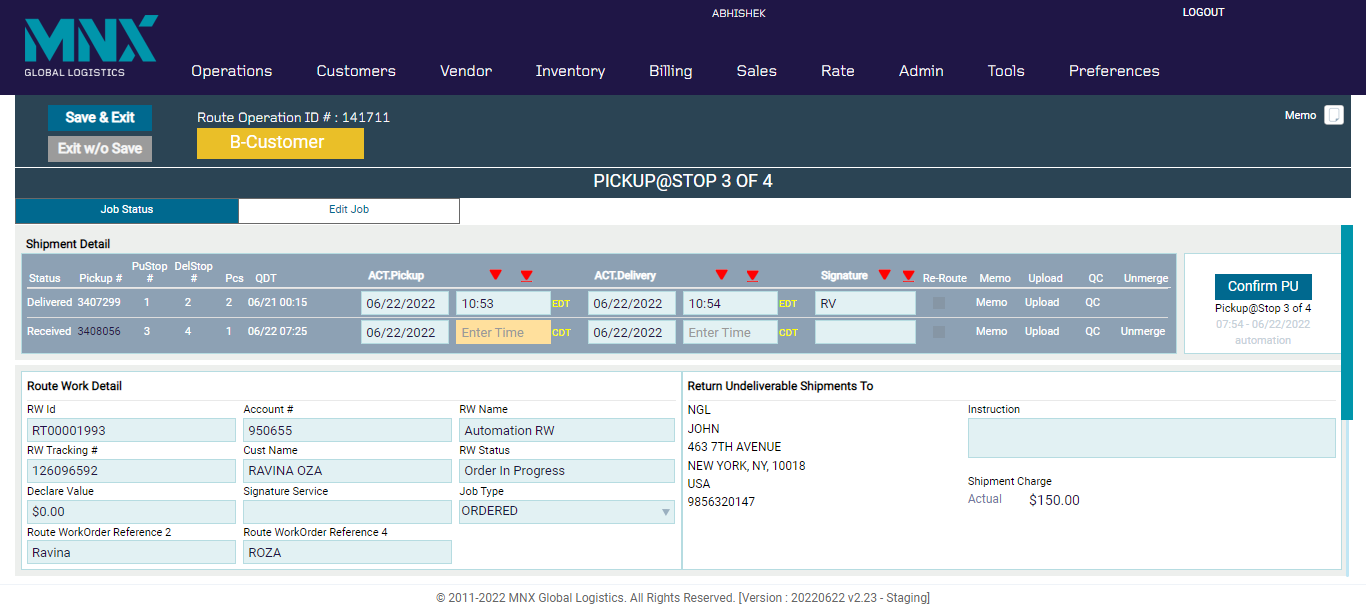 ABHISHEK
LOGOUT
MNX
GLOBAL LOGISTICS
Operations Customers Vendor Inventory Billing Sales Rate Admin Tools Preferences
Save & Exit
Route Operation ID # : 141711
Memo
Exit w/o Save
B-Customer
PICKUP@STOP 3 OF 4
Job Status
Edit Job
Shipment Detail
Status Pickup # PuStop # DelStop # Pcs QDT ACT.Pickup ACT.Delivery Signature Re-Route Memo Upload QC Unmerge
Delivered 3407299 1 2 2 06/21 00:15 06/22/2022 10:53 EDT 06/22/2022 10:54 EDT RV Memo Upload QC
Received 3408056 3 4 1 06/22 07:25 06/22/2022 Enter Time CDT 06/22/2022 Enter Time CDT Memo Upload QC Unmerge
Confirm PU
Pickup@Stop 3 of 4
07:54 - 06/22/2022
automation
Route Work Detail
RW Id Account # RW Name
RT00001993 950655 Automation RW
RW Tracking # Cust Name RW Status
126096592 RAVINA OZA Order In Progress
Declare Value Signature Service Job Type
$0.00 ORDERED
Route WorkOrder Reference 2 Route WorkOrder Reference 4
Ravina ROZA
Return Undeliverable Shipments To
NGL
JOHN
463 7TH AVENUE
NEW YORK, NY, 10018
USA
9856320147
Instruction
Shipment Charge
Actual $150.00
© 2011-2022 MNX Global Logistics. All Rights Reserved. [Version : 20220622 v2.23 - Staging]